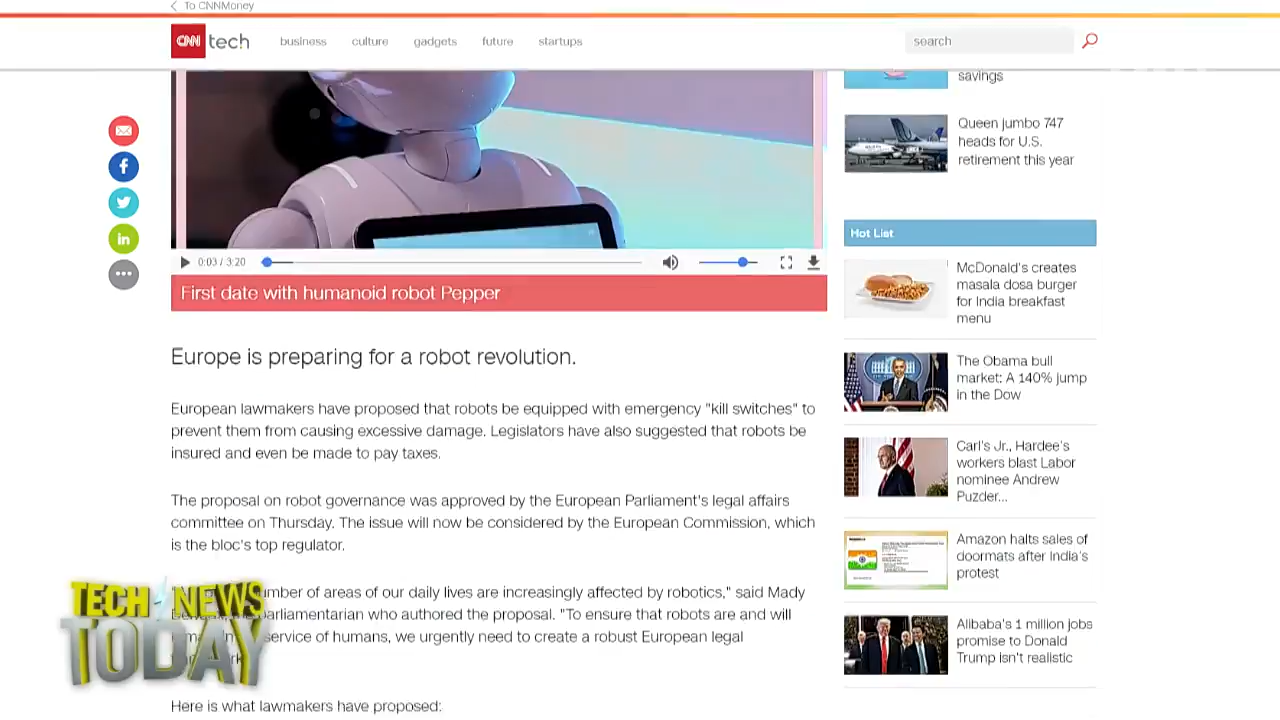 To CNNMoney
CNN tech
business culture gadgets future startups
search
savings
Queen jumbo 747
heads for U.S.
retirement this year
0:03 / 3:20
First date with humanoid robot Pepper
Europe is preparing for a robot revolution.
European lawmakers have proposed that robots be equipped with emergency "kill switches" to
prevent them from causing excessive damage. Legislators have also suggested that robots be
insured and even be made to pay taxes.
The proposal on robot governance was approved by the European Parliament's legal affairs
committee on Thursday. The issue will now be considered by the European Commission, which
is the bloc's top regulator.
of areas of our daily lives are increasingly affected by robotics," said Mady
who authored the proposal. "To ensure that robots are and will
service of humans, we urgently need to create a robust European legal
Here is what lawmakers have proposed:
TECH NEWS
TODAY
Hot List
McDonald's creates
masala dosa burger
for India breakfast
menu
The Obama bull
market: A 140% jump
in the Dow
Carl's Jr., Hardee's
workers blast Labor
nominee Andrew
Puzder...
Amazon halts sales of
doormats after India's
protest
Alibaba's 1 million jobs
promise to Donald
Trump isn't realistic